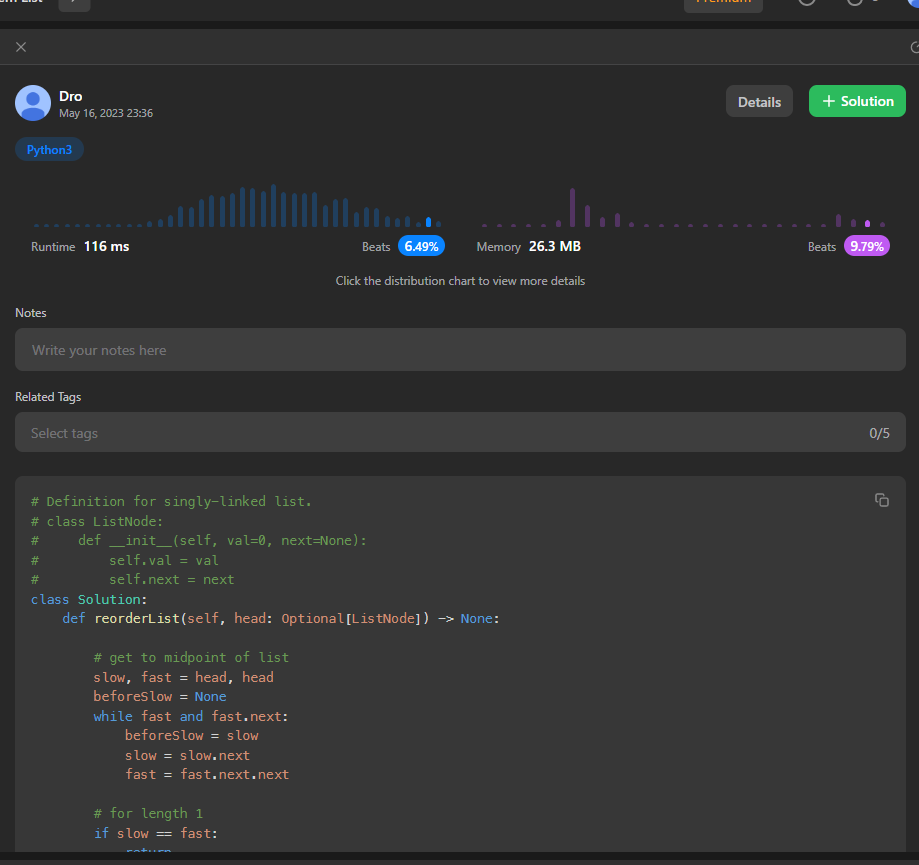 em List
Premium
Dro
May 16, 2023 23:36
Details
+ Solution
Python3
Runtime 116 ms
Beats 6.49%
Memory 26.3 MB
Beats 9.79%
Click the distribution chart to view more details
Notes
Write your notes here
Related Tags
Select tags
0/5
# Definition for singly-linked list.
# class ListNode:
#     def __init__(self, val=0, next=None):
#         self.val = val
#         self.next = next
class Solution:
    def reorderList(self, head: Optional[ListNode]) -> None:
        # get to midpoint of list
        slow, fast = head, head
        beforeSlow = None
        while fast and fast.next:
            beforeSlow = slow
            slow = slow.next
            fast = fast.next.next
        # for length 1
        if slow == fast:
            return